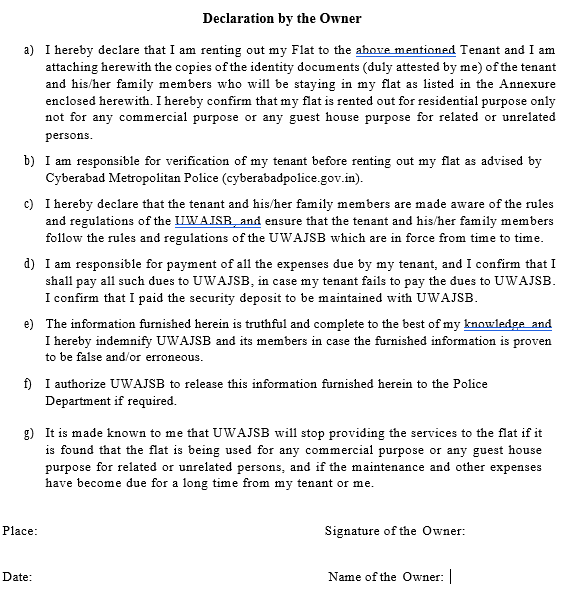 Declaration by the Owner
a) I hereby declare that I am renting out my Flat to the above mentioned Tenant and I am
attaching herewith the copies of the identity documents (duly attested by me) of the tenant
and his/her family members who will be staying in my flat as listed in the Annexure
enclosed herewith. I hereby confirm that my flat is rented out for residential purpose only
not for any commercial purpose or any guest house purpose for related or unrelated
persons.
b) I am responsible for verification of my tenant before renting out my flat as advised by
Cyberabad Metropolitan Police (cyberabadpolice.gov.in).
c) I hereby declare that the tenant and his/her family members are made aware of the rules
and regulations of the UWAJSB and ensure that the tenant and his/her family members
follow the rules and regulations of the UWAJSB which are in force from time to time.
d) I am responsible for payment of all the expenses due by my tenant, and I confirm that I
shall pay all such dues to UWAJSB, in case my tenant fails to pay the dues to UWAJSB.
I confirm that I paid the security deposit to be maintained with UWAJSB.
e) The information furnished herein is truthful and complete to the best of my knowledge and
I hereby indemnify UWAJSB and its members in case the furnished information is proven
to be false and/or erroneous.
f) I authorize UWAJSB to release this information furnished herein to the Police
Department if required.
g) It is made known to me that UWAJSB will stop providing the services to the flat if it
is found that the flat is being used for any commercial purpose or any guest house
purpose for related or unrelated persons, and if the maintenance and other expenses
have become due for a long time from my tenant or me.
Place: Signature of the Owner:
Date: Name of the Owner: